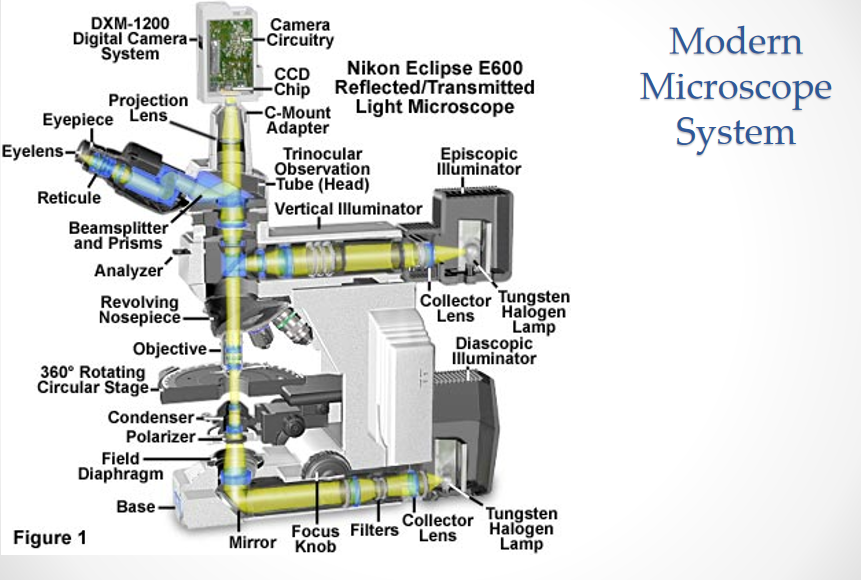 DXM-1200
Digital Camera
System
Camera
Circuitry
CCD
Chip
Nikon Eclipse E600
Reflected/Transmitted
Light Microscope
Modern
Microscope
System
Projection
Lens
C-Mount
Adapter
Eyepiece
Eyelens
Trinocular
Observation
Tube (Head)
Episcopic
Illuminator
Reticule
Vertical Illuminator
Beamsplitter
and Prisms
Analyzer
Revolving
Nosepiece
Collector
Lens
Tungsten
Halogen
Lamp
Objective
Diascopic
Illuminator
360° Rotating
Circular Stage
Condenser
Polarizer
Field
Diaphragm
Base
Figure 1
Mirror
Focus
Knob
Filters
Collector
Lens
Tungsten
Halogen
Lamp